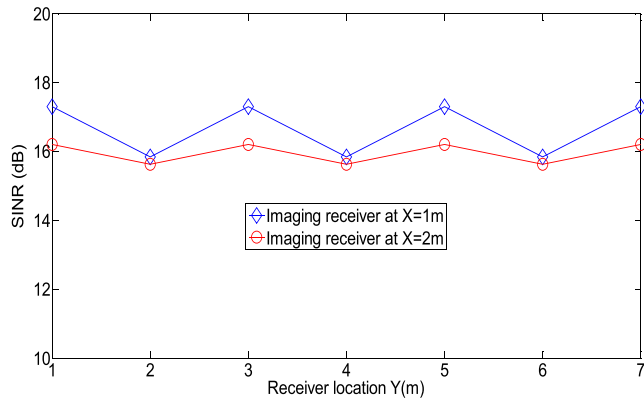 20
18
16
14
12
10
SINR (dB)
Imaging receiver at X=1m
Imaging receiver at X=2m
1 2 3 4 5 6 7
Receiver location Y(m)